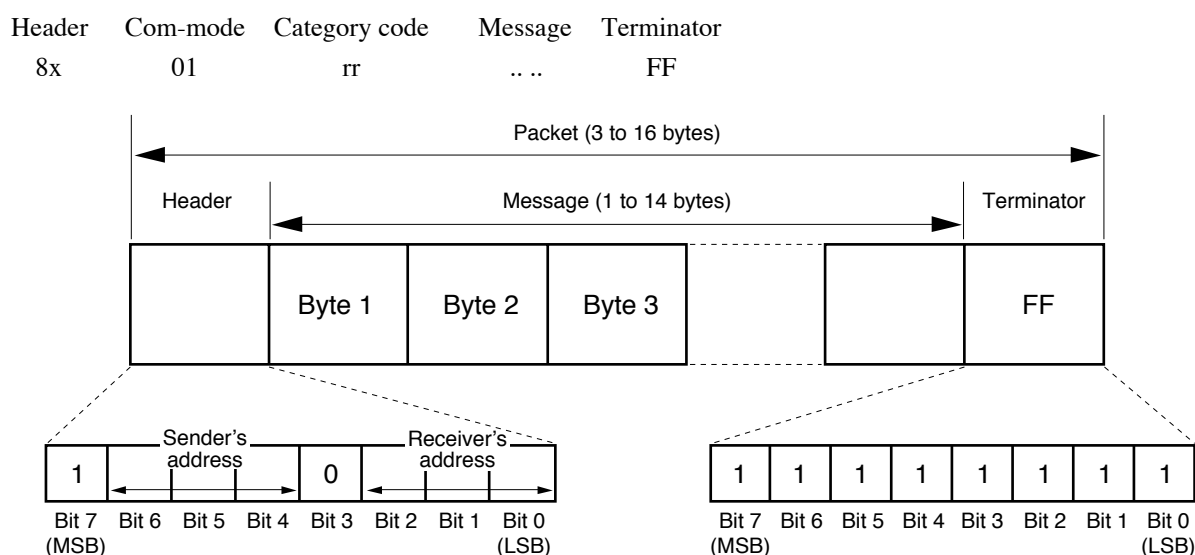 Header Com-mode Category code Message Terminator
8x 01 rr .. .. FF
Packet (3 to 16 bytes)
Header Message (1 to 14 bytes) Terminator
Byte 1 Byte 2 Byte 3 FF
Sender's address Receiver's address
1 0 1 1 1 1 1 1 1 1
Bit 7 Bit 6 Bit 5 Bit 4 Bit 3 Bit 2 Bit 1 Bit 0 Bit 7 Bit 6 Bit 5 Bit 4 Bit 3 Bit 2 Bit 1 Bit 0
(MSB) (LSB) (MSB) (LSB)